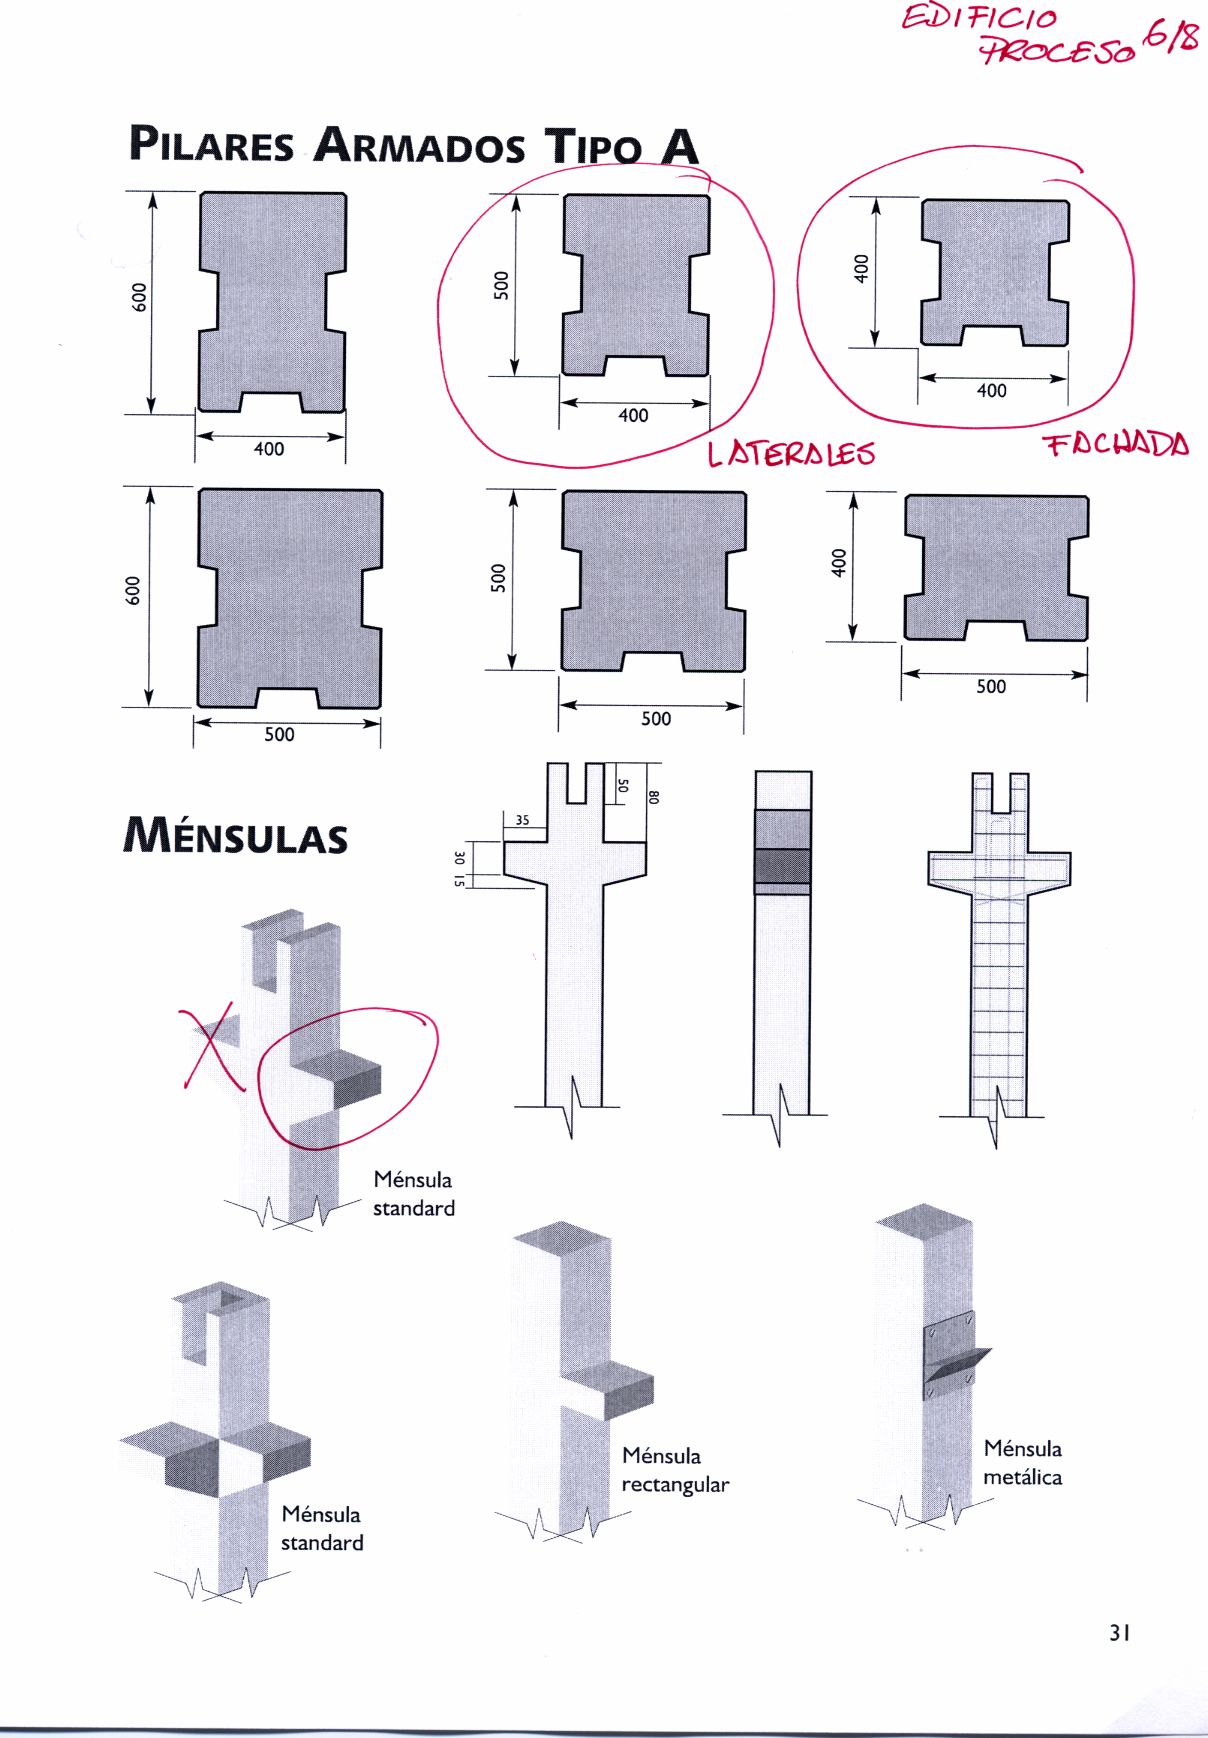 EDIFICIO
PROCESO 6/8
PILARES ARMADOS TIPO A
600
400
500
400
400
400
LATERALES
FACHADA
600
500
500
500
400
500
MÉNSULAS
35
50
80
30
15
Ménsula
standard
Ménsula
standard
Ménsula
rectangular
Ménsula
metálica
31